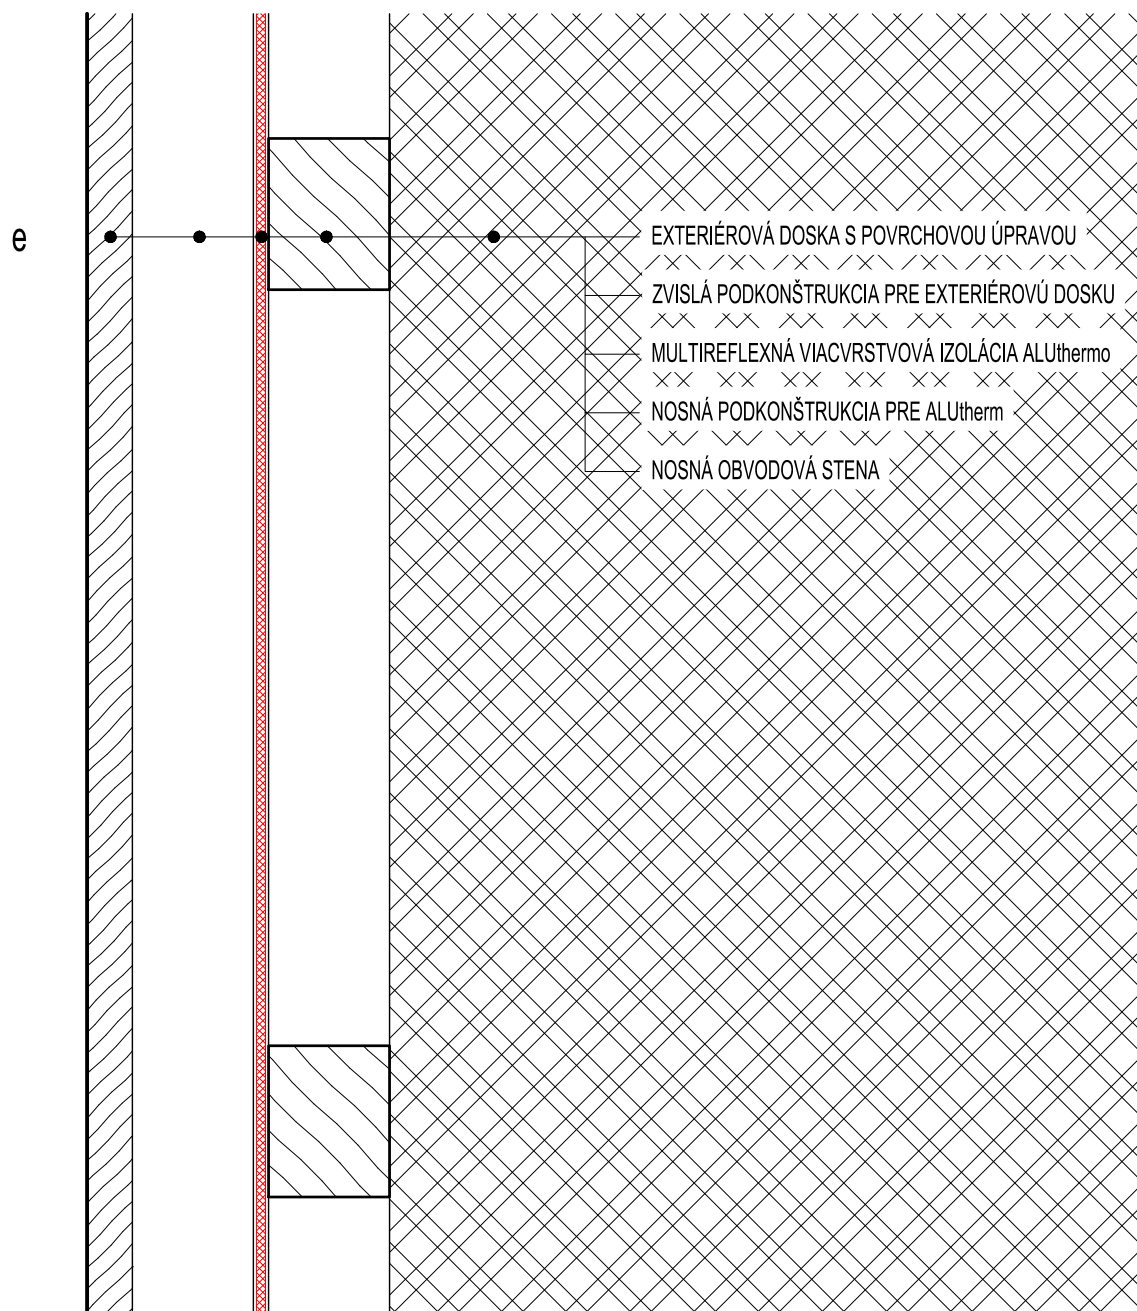 e
EXTERIÉROVÁ DOSKA S POVRCHOVOU ÚPRAVOU
ZVISLÁ PODKONŠTRUKCIA PRE EXTERIÉROVÚ DOSKU
MULTIREFLEXNÁ VIACVRSTVOVÁ IZOLÁCIA ALUthermo
NOSNÁ PODKONŠTRUKCIA PRE ALUtherm
NOSNÁ OBVODOVÁ STENA